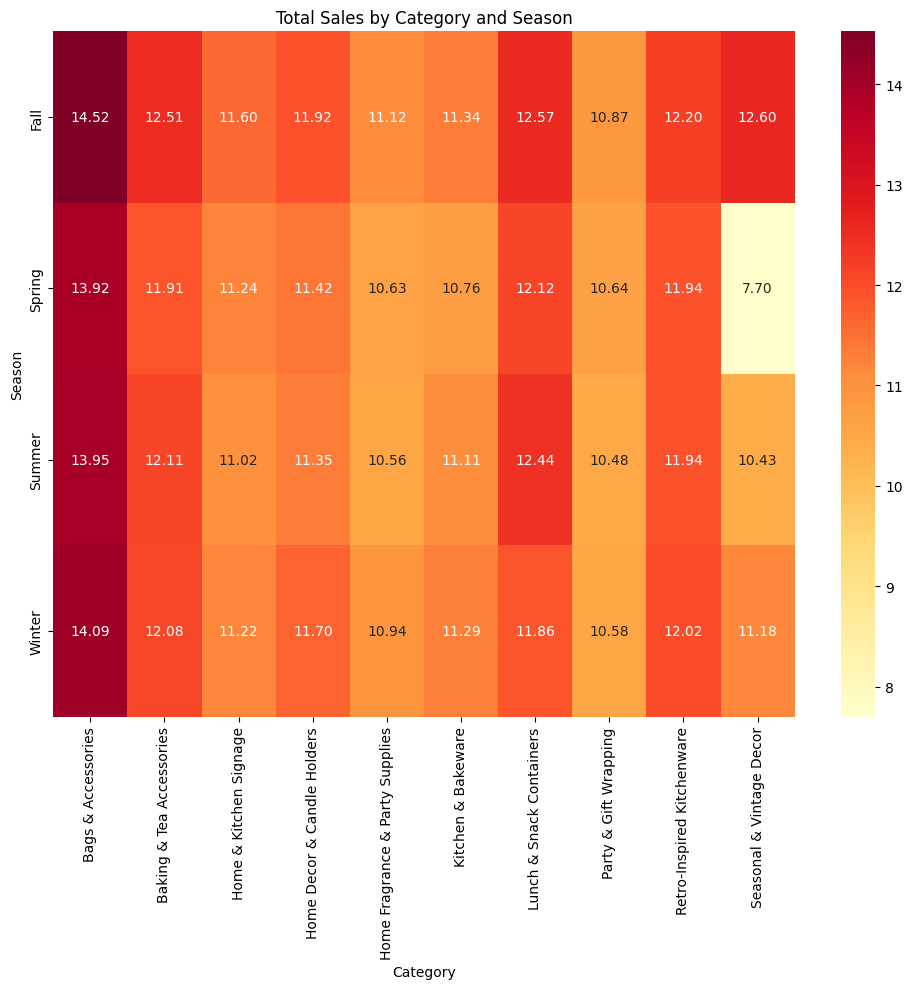 Total Sales by Category and Season
Season
Fall
14.52 12.51 11.60 11.92 11.12 11.34 12.57 10.87 12.20 12.60
Spring
13.92 11.91 11.24 11.42 10.63 10.76 12.12 10.64 11.94 7.70
Summer
13.95 12.11 11.02 11.35 10.56 11.11 12.44 10.48 11.94 10.43
Winter
14.09 12.08 11.22 11.70 10.94 11.29 11.86 10.58 12.02 11.18
Bags & Accessories
Baking & Tea Accessories
Home & Kitchen Signage
Home Decor & Candle Holders
Home Fragrance & Party Supplies
Kitchen & Bakeware
Lunch & Snack Containers
Party & Gift Wrapping
Retro-Inspired Kitchenware
Seasonal & Vintage Decor
Category
14
13
12
11
10
9
8